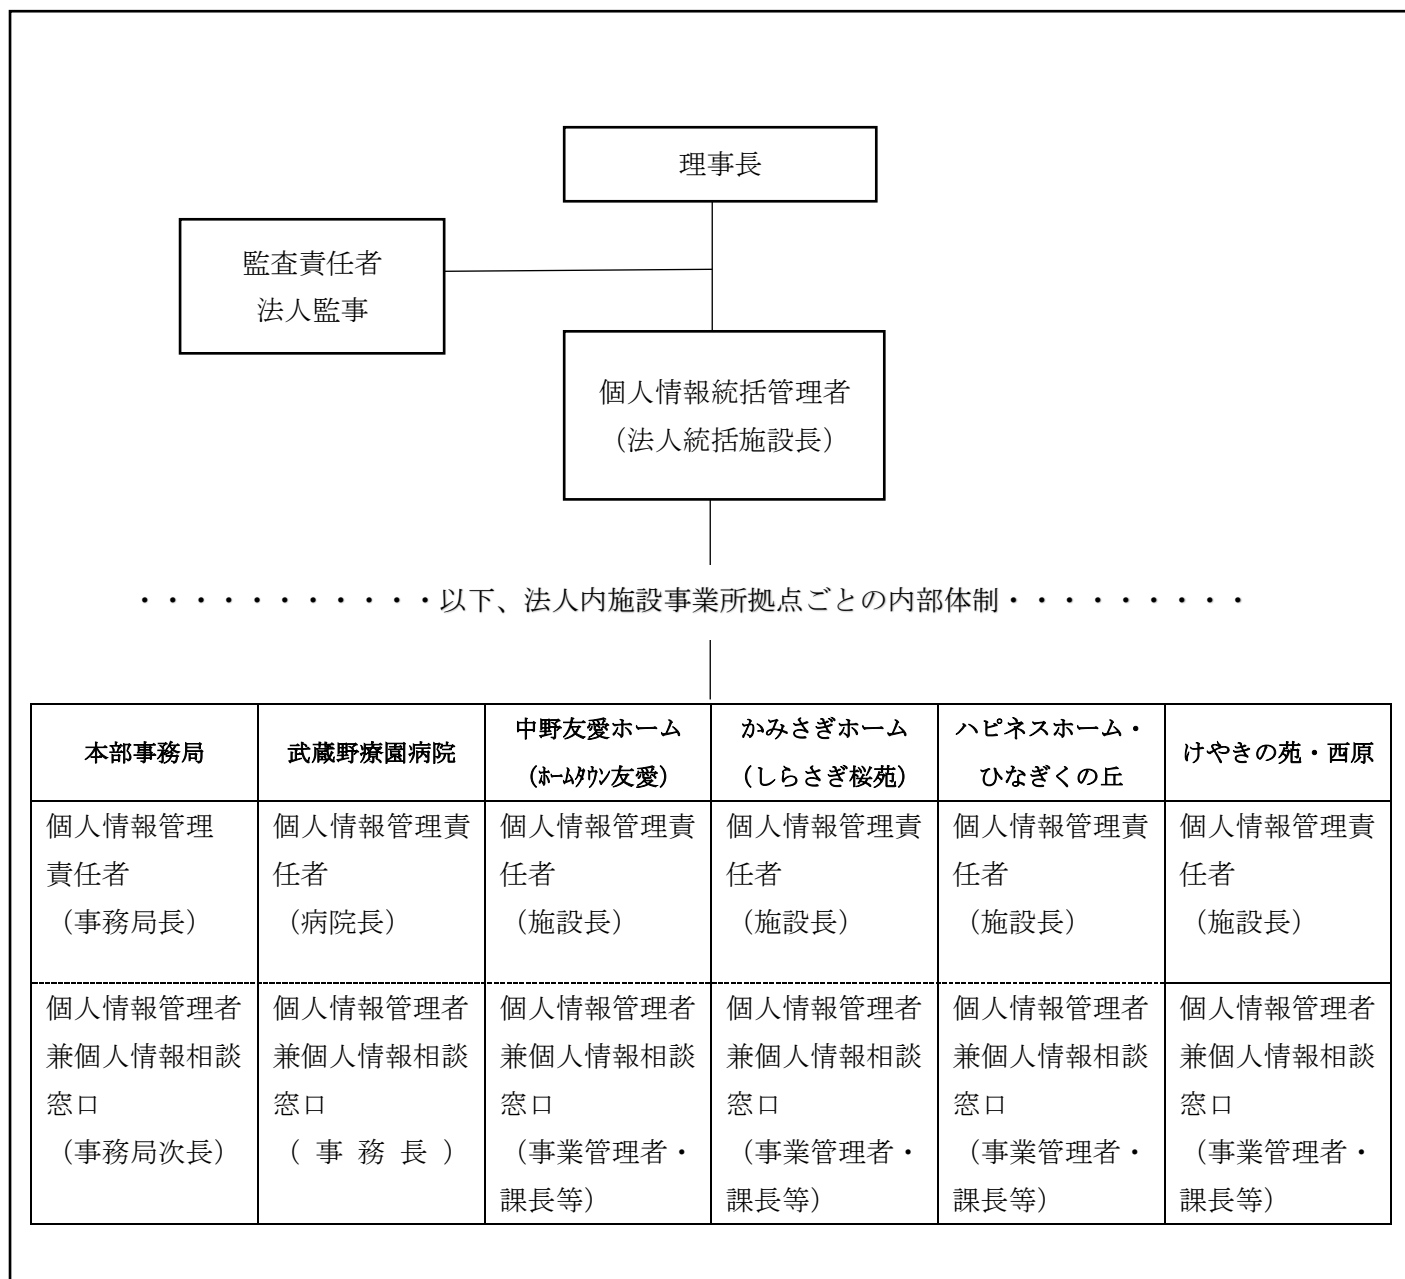 理事長
監査責任者
法人監事
個人情報統括管理者
（法人統括施設長）
・・・・・・・・・・・以下、法人内施設事業所拠点ごとの内部体制・・・・・・・・・
本部事務局
武蔵野療園病院
中野友愛ホーム
（ﾎｰﾑﾀｳﾝ友愛）
かみさぎホーム
（しらさぎ桜苑）
ハピネスホーム・
ひなぎくの丘
けやきの苑・西原
個人情報管理
責任者
（事務局長）
個人情報管理責
任者
（病院長）
個人情報管理責
任者
（施設長）
個人情報管理責
任者
（施設長）
個人情報管理責
任者
（施設長）
個人情報管理責
任者
（施設長）
個人情報管理者
兼個人情報相談
窓口
（事務局次長）
個人情報管理者
兼個人情報相談
窓口
（ 事 務 長 ）
個人情報管理者
兼個人情報相談
窓口
（事業管理者・
課長等）
個人情報管理者
兼個人情報相談
窓口
（事業管理者・
課長等）
個人情報管理者
兼個人情報相談
窓口
（事業管理者・
課長等）
個人情報管理者
兼個人情報相談
窓口
（事業管理者・
課長等）